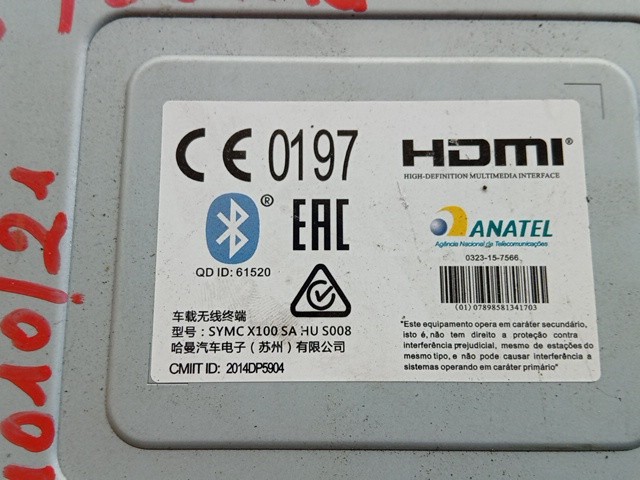 CE 0197
HDMI®
HIGH-DEFINITION MULTIMEDIA INTERFACE
®
QD ID: 61520
EAC
ANATEL
Agência Nacional de Telecomunicações
0323-15-7566
(01) 07898581341703
车载无线终端
型号：SYMC X100 SA HU S008
哈曼汽车电子（苏州）有限公司
CMIIT ID: 2014DP5904
"Este equipamento opera em caráter secundário,
isto é, não tem direito a proteção contra
interferência prejudicial, mesmo de estações do
mesmo tipo, e não pode causar interferência a
sistemas operando em caráter primário"
1010/21